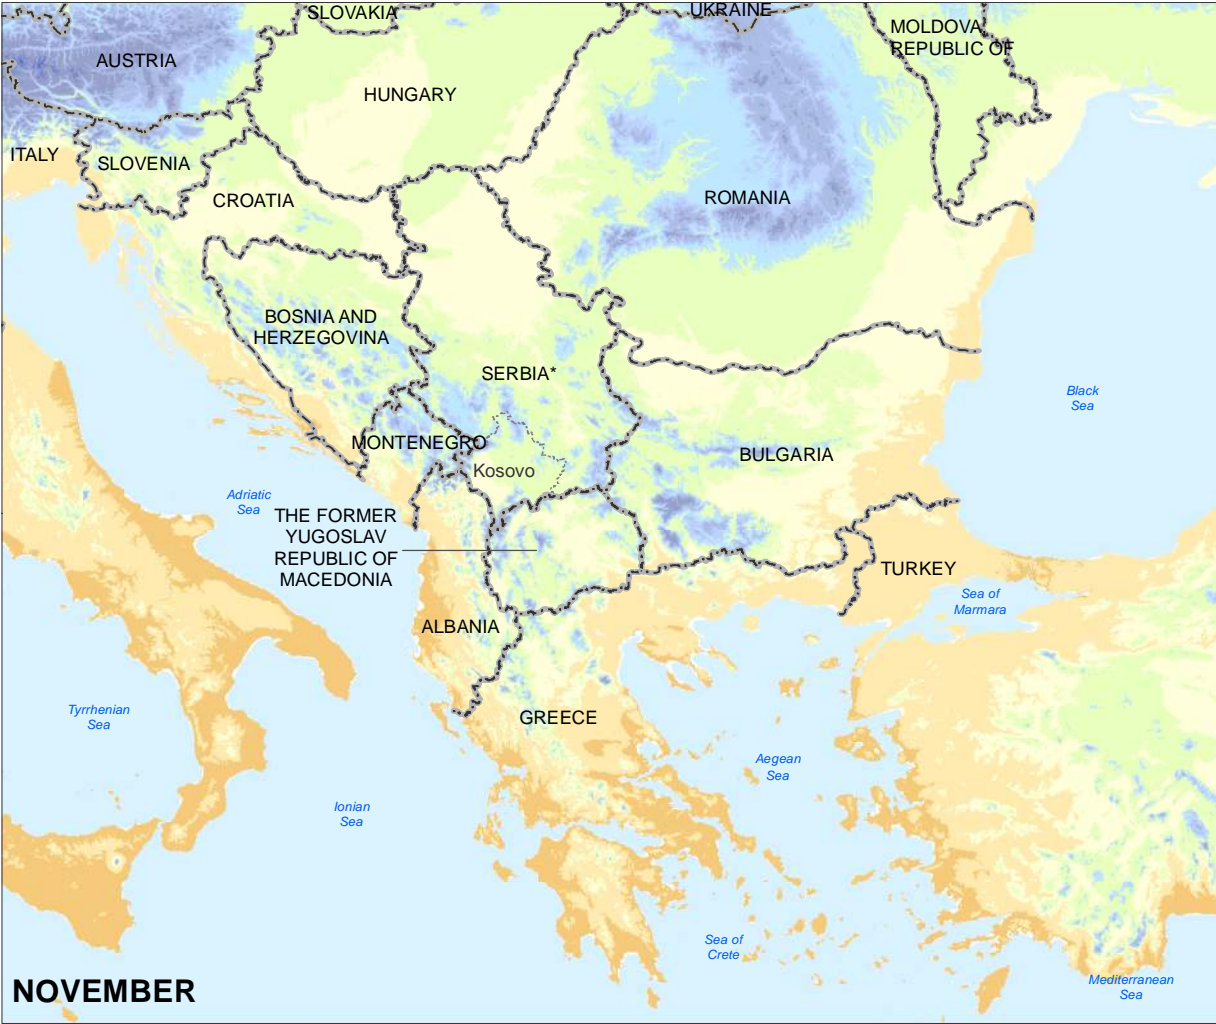 SLOVAKIA
UKRAINE
MOLDOVA,
REPUBLIC OF
AUSTRIA
HUNGARY
ITALY
SLOVENIA
CROATIA
ROMANIA
BOSNIA AND
HERZEGOVINA
SERBIA*
Black
Sea
MONTENEGRO
Kosovo
BULGARIA
Adriatic
Sea
THE FORMER
YUGOSLAV
REPUBLIC OF
MACEDONIA
TURKEY
Sea of
Marmara
ALBANIA
Tyrrhenian
Sea
GREECE
Aegean
Sea
Ionian
Sea
Sea of
Crete
Mediterranean
Sea
NOVEMBER